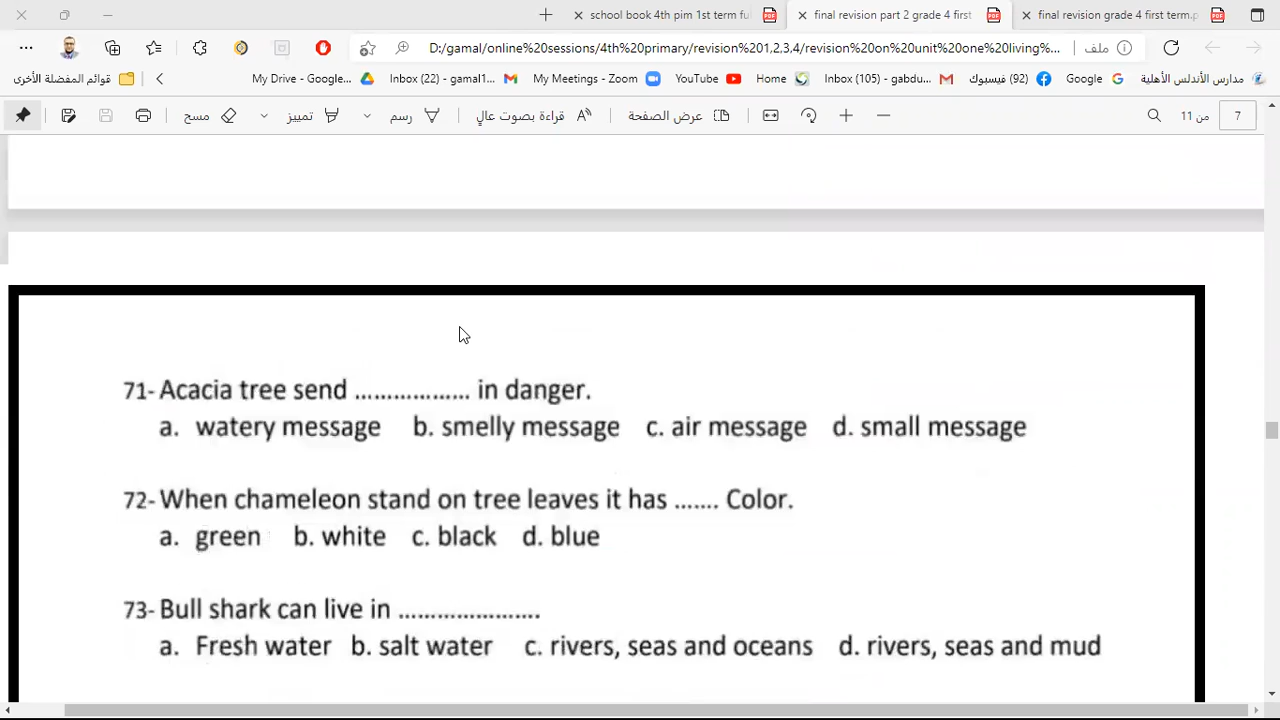 school book 4th pim 1st term fu
final revision part 2 grade 4 first
final revision grade 4 first term.p
D:/gamal/online%20sessions/4th%20primary/revision%201,2,3,4/revision%20on%20unit%20one%20living%... ملف
قوائم المفضلة الأخرى
My Drive - Google...
Inbox (22) - gamal1...
My Meetings - Zoom
YouTube
Home
Inbox (105) - gabdu...
(92) فيسبوك
Google
مدارس الأندلس الأهلية
مسح
تمييز
رسم
قراءة بصوت عالٍ
عرض الصفحة
7 من 11
71- Acacia tree send .................. in danger.
a. watery message b. smelly message c. air message d. small message
72- When chameleon stand on tree leaves it has ....... Color.
a. green b. white c. black d. blue
73- Bull shark can live in ......................
a. Fresh water b. salt water c. rivers, seas and oceans d. rivers, seas and mud